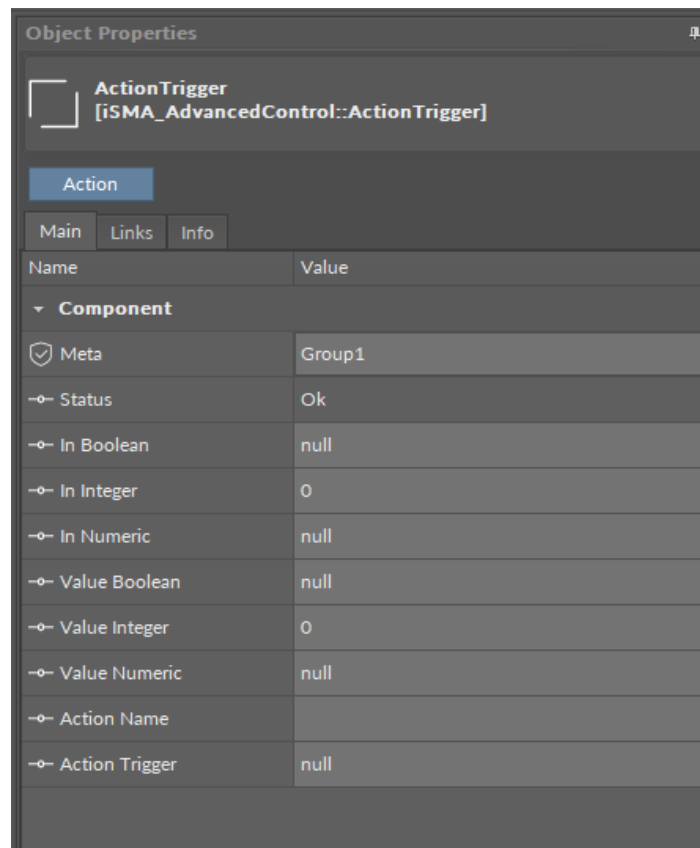 Object Properties
ActionTrigger
[iSMA_AdvancedControl::ActionTrigger]
Action
Main Links Info
Name Value
Component
Meta Group1
Status Ok
In Boolean null
In Integer 0
In Numeric null
Value Boolean null
Value Integer 0
Value Numeric null
Action Name
Action Trigger null